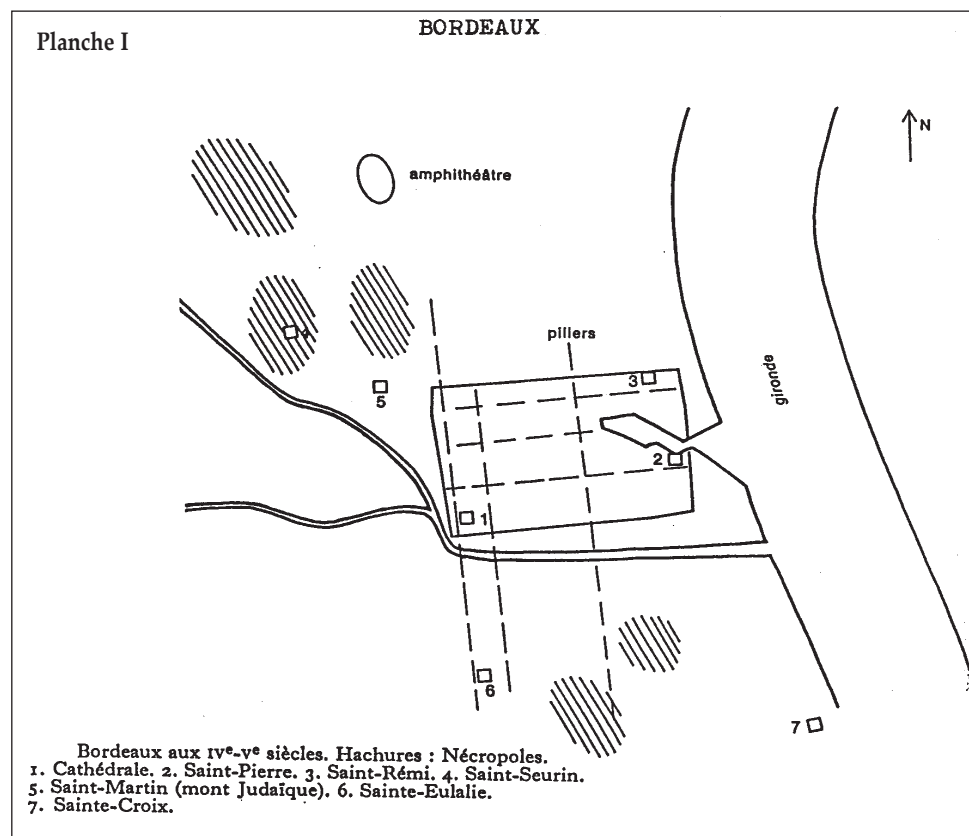 BORDEAUX
Planche I
N
amphithéâtre
4
piliers
5
3
gironde
2
1
6
7
Bordeaux aux IVe-Ve siècles. Hachures : Nécropoles.
1. Cathédrale. 2. Saint-Pierre. 3. Saint-Rémi. 4. Saint-Seurin.
5. Saint-Martin (mont Judaïque). 6. Sainte-Eulalie.
7. Sainte-Croix.